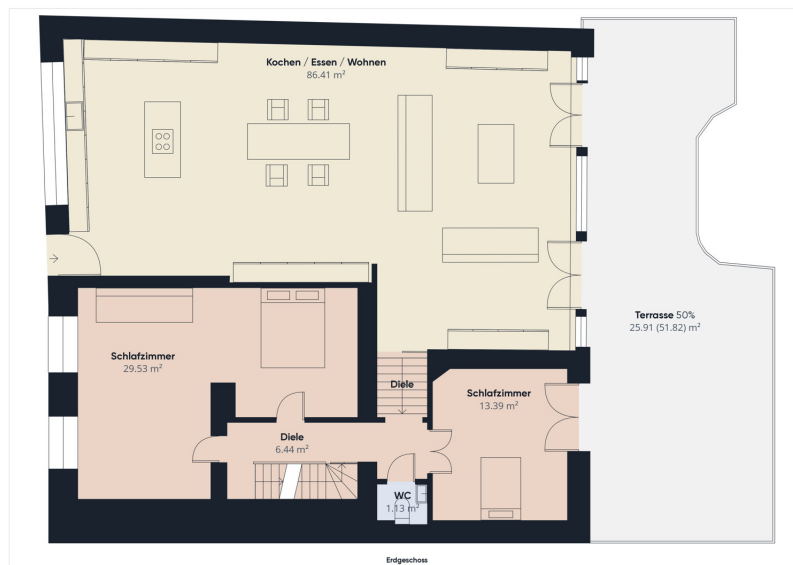 Kochen / Essen / Wohnen
86.41 m²
Terrasse 50%
25.91 (51.82) m²
Schlafzimmer
29.53 m²
Diele
Schlafzimmer
13.39 m²
Diele
6.44 m²
WC
1.13 m²
Erdgeschoss